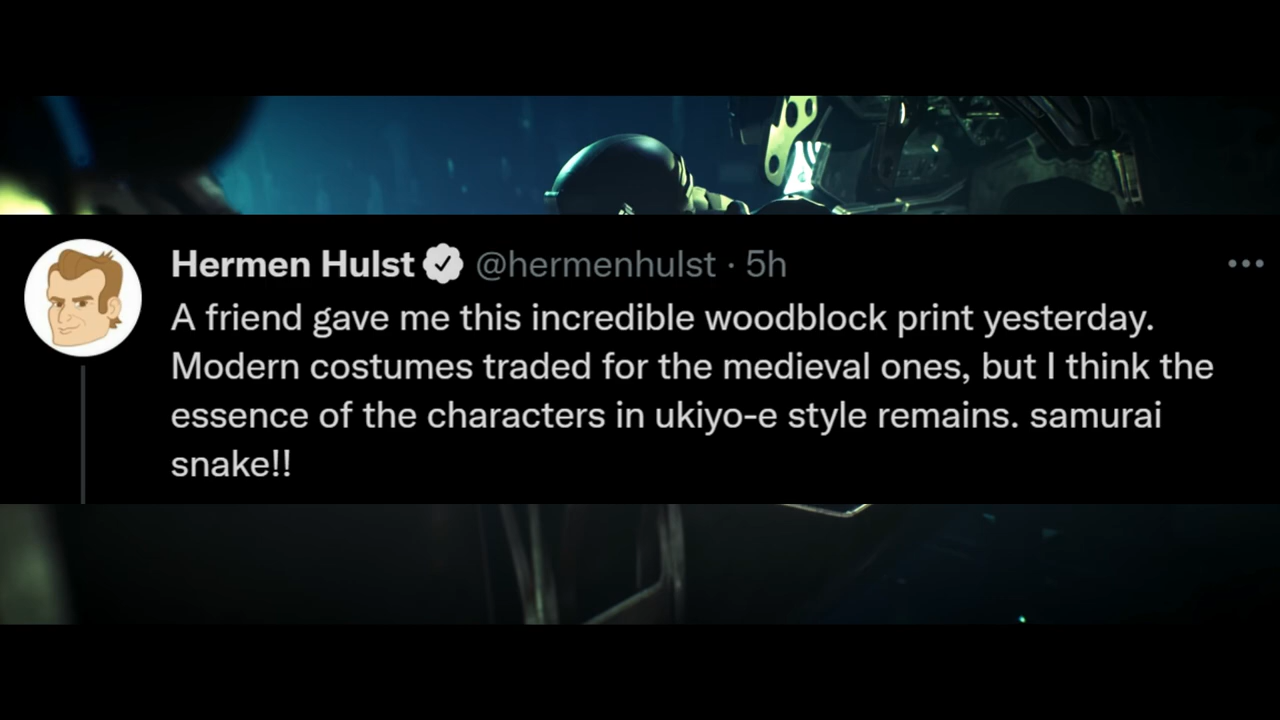 Hermen Hulst @hermenhulst · 5h
A friend gave me this incredible woodblock print yesterday.
Modern costumes traded for the medieval ones, but I think the
essence of the characters in ukiyo-e style remains. samurai
snake!!